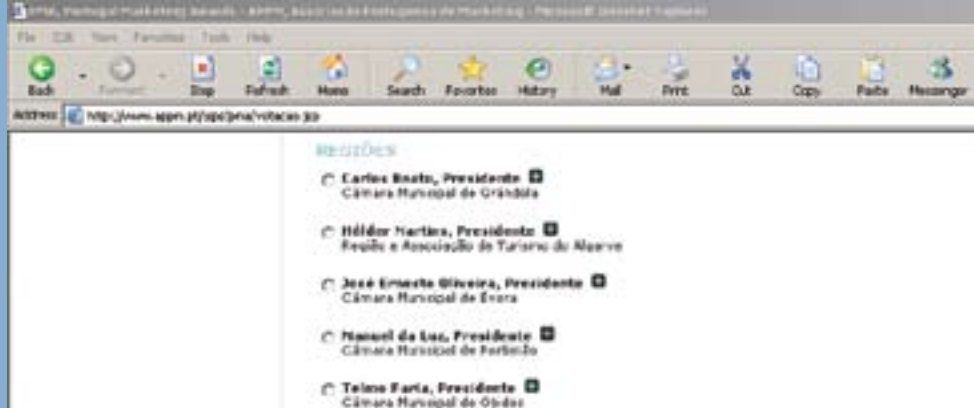 PMA, Portugal Marketing Awards - APPM, Associação Portuguesa de Marketing - Microsoft Internet Explorer
File Edit View Favorites Tools Help
Back Forward Stop Refresh Home Search Favorites History Mail Print Cut Copy Paste Messenger
Address http://www.appm.pt/
REGIÕES
Carlos Beato, Presidente
Câmara Municipal de Grândola
Hélder Martins, Presidente
Região e Associação de Turismo do Algarve
José Ernesto Oliveira, Presidente
Câmara Municipal de Évora
Manuel da Luz, Presidente
Câmara Municipal de Portimão
Telmo Faria, Presidente
Câmara Municipal de Óbidos